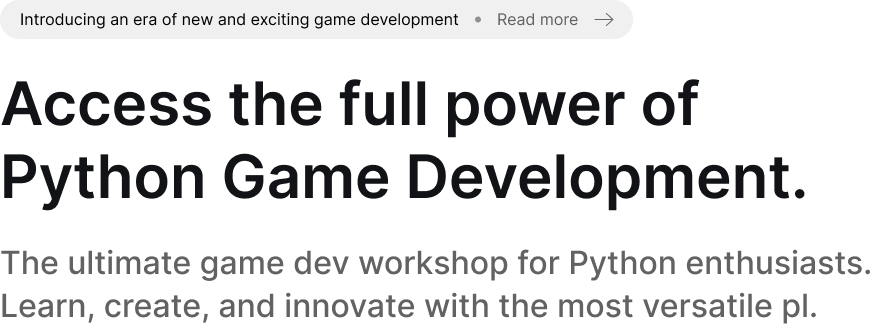 Introducing an era of new and exciting game development • Read more →
Access the full power of
Python Game Development.
The ultimate game dev workshop for Python enthusiasts.
Learn, create, and innovate with the most versatile pl.